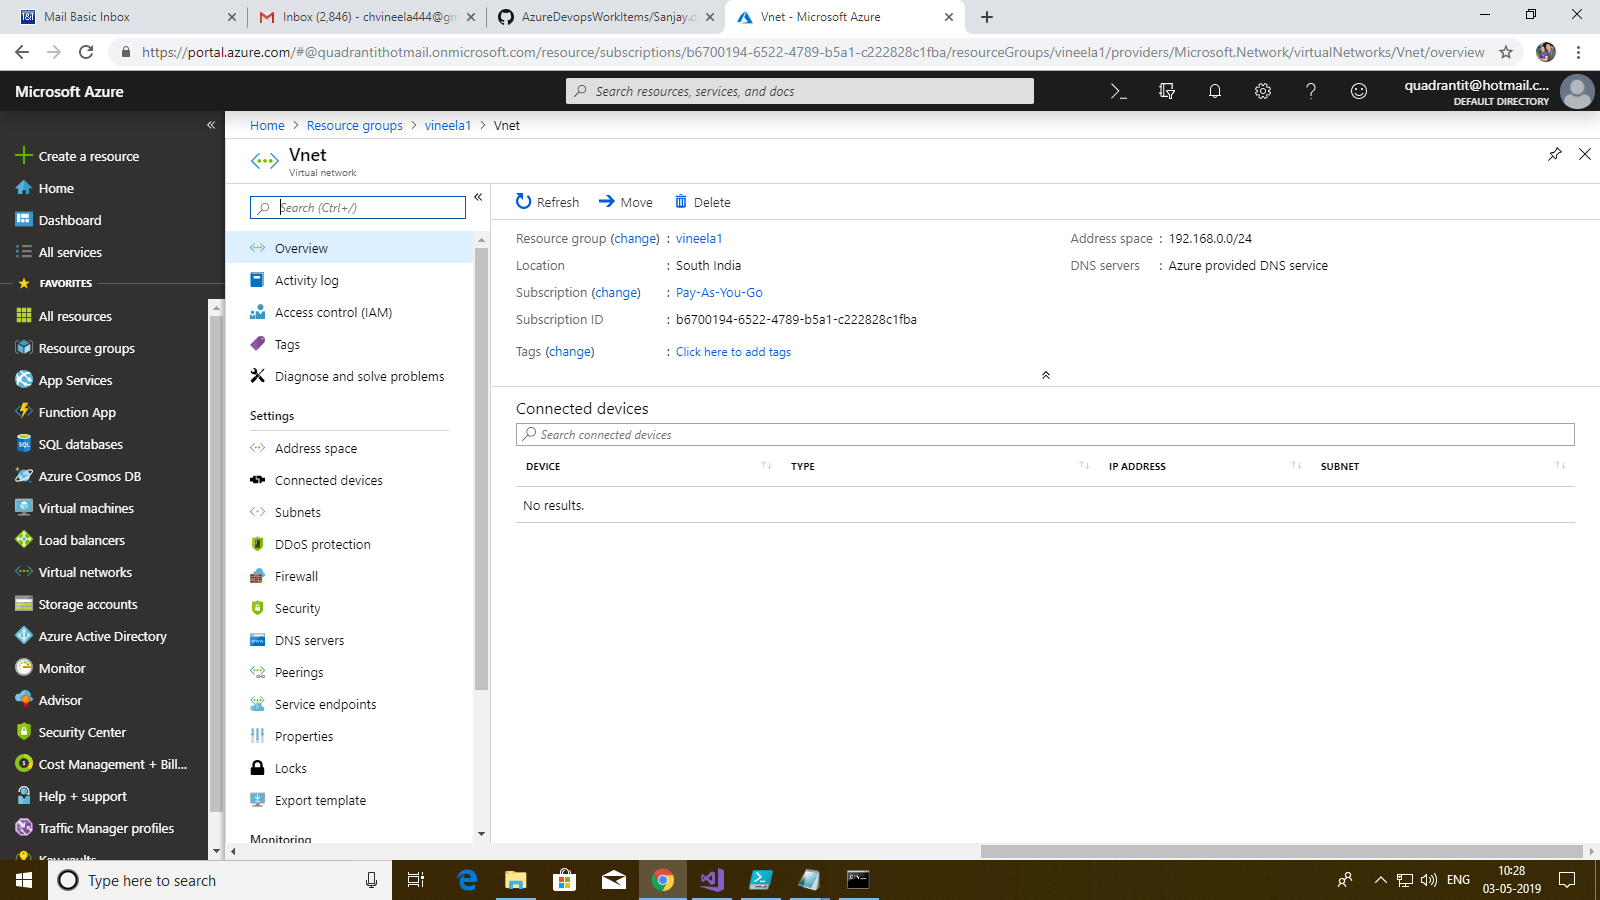 Mail Basic Inbox
Inbox (2,846) - chvineela444@gm
AzureDevopsWorkItems/Sanjay.c
Vnet - Microsoft Azure
https://portal.azure.com/#@quadrantithotmail.onmicrosoft.com/resource/subscriptions/b6700194-6522-4789-b5a1-c222828c1fba/resourceGroups/vineela1/providers/Microsoft.Network/virtualNetworks/Vnet/overview
Microsoft Azure
Search resources, services, and docs
quadrantit@hotmail.c...
DEFAULT DIRECTORY
Create a resource
Home
Dashboard
All services
FAVORITES
All resources
Resource groups
App Services
Function App
SQL databases
Azure Cosmos DB
Virtual machines
Load balancers
Virtual networks
Storage accounts
Azure Active Directory
Monitor
Advisor
Security Center
Cost Management + Bill...
Help + support
Traffic Manager profiles
Key vaults
Home > Resource groups > vineela1 > Vnet
Vnet
Virtual network
Search (Ctrl+/)
Overview
Activity log
Access control (IAM)
Tags
Diagnose and solve problems
Settings
Address space
Connected devices
Subnets
DDoS protection
Firewall
Security
DNS servers
Peerings
Service endpoints
Properties
Locks
Export template
Monitoring
Refresh Move Delete
Resource group (change) : vineela1
Location : South India
Subscription (change) : Pay-As-You-Go
Subscription ID : b6700194-6522-4789-b5a1-c222828c1fba
Tags (change) : Click here to add tags
Address space : 192.168.0.0/24
DNS servers : Azure provided DNS service
Connected devices
Search connected devices
DEVICE TYPE IP ADDRESS SUBNET
No results.
Type here to search
ENG
10:28
03-05-2019